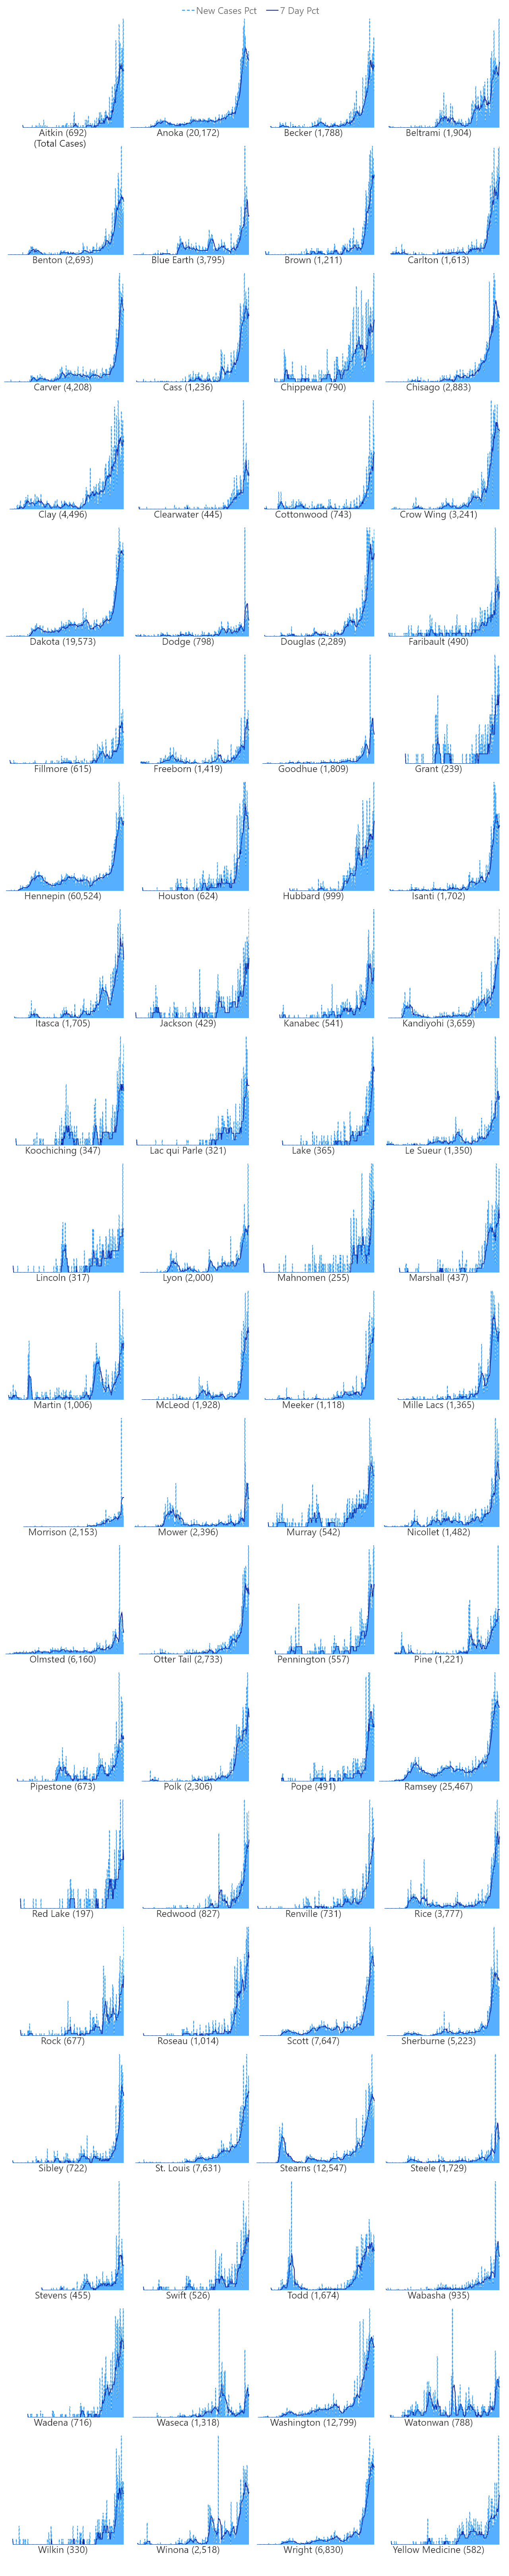 New Cases Pct 7 Day Pct
Aitkin (692) Anoka (20,172) Becker (1,788) Beltrami (1,904)
(Total Cases)
Benton (2,693) Blue Earth (3,795) Brown (1,211) Carlton (1,613)
Carver (4,208) Cass (1,236) Chippewa (790) Chisago (2,883)
Clay (4,496) Clearwater (445) Cottonwood (743) Crow Wing (3,241)
Dakota (19,573) Dodge (798) Douglas (2,289) Faribault (490)
Fillmore (615) Freeborn (1,419) Goodhue (1,809) Grant (239)
Hennepin (60,524) Houston (624) Hubbard (999) Isanti (1,702)
Itasca (1,705) Jackson (429) Kanabec (541) Kandiyohi (3,659)
Koochiching (347) Lac qui Parle (321) Lake (365) Le Sueur (1,350)
Lincoln (317) Lyon (2,000) Mahnomen (255) Marshall (437)
Martin (1,006) McLeod (1,928) Meeker (1,118) Mille Lacs (1,365)
Morrison (2,153) Mower (2,396) Murray (542) Nicollet (1,482)
Olmsted (6,160) Otter Tail (2,733) Pennington (557) Pine (1,221)
Pipestone (673) Polk (2,306) Pope (491) Ramsey (25,467)
Red Lake (197) Redwood (827) Renville (731) Rice (3,777)
Rock (677) Roseau (1,014) Scott (7,647) Sherburne (5,223)
Sibley (722) St. Louis (7,631) Stearns (12,547) Steele (1,729)
Stevens (455) Swift (526) Todd (1,674) Wabasha (935)
Wadena (716) Waseca (1,318) Washington (12,799) Watonwan (788)
Wilkin (330) Winona (2,518) Wright (6,830) Yellow Medicine (582)